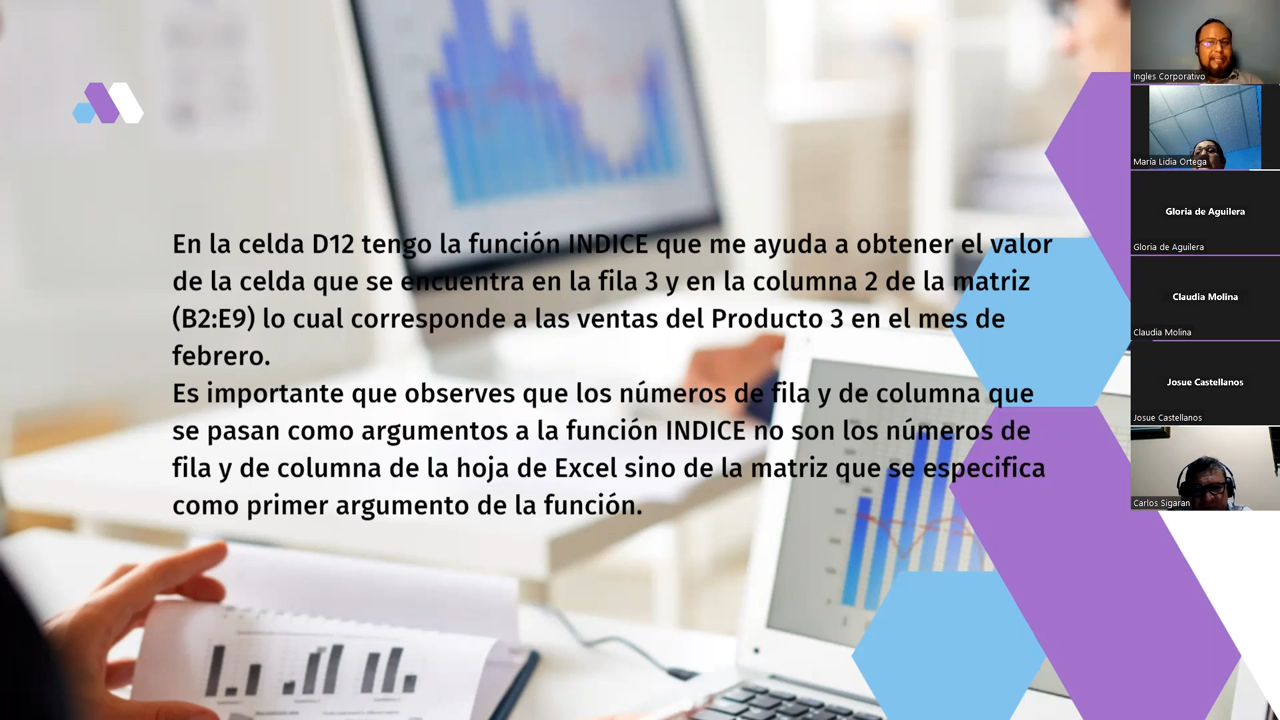 En la celda D12 tengo la función INDICE que me ayuda a obtener el valor
de la celda que se encuentra en la fila 3 y en la columna 2 de la matriz
(B2:E9) lo cual corresponde a las ventas del Producto 3 en el mes de
febrero.
Es importante que observes que los números de fila y de columna que
se pasan como argumentos a la función INDICE no son los números de
fila y de columna de la hoja de Excel sino de la matriz que se especifica
como primer argumento de la función.
Ingles Corporativo
María Lidia Ortega
Gloria de Aguilera
Gloria de Aguilera
Claudia Molina
Claudia Molina
Josue Castellanos
Josue Castellanos
Carlos Sigaran